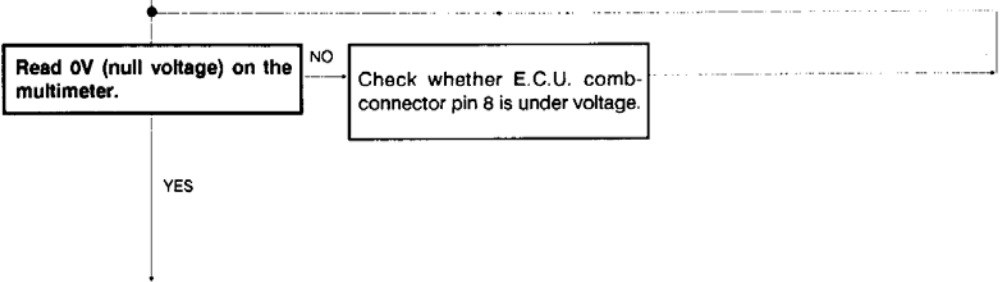 Read 0V (null voltage) on the
multimeter.
NO
Check whether E.C.U. comb-
connector pin 8 is under voltage.
YES